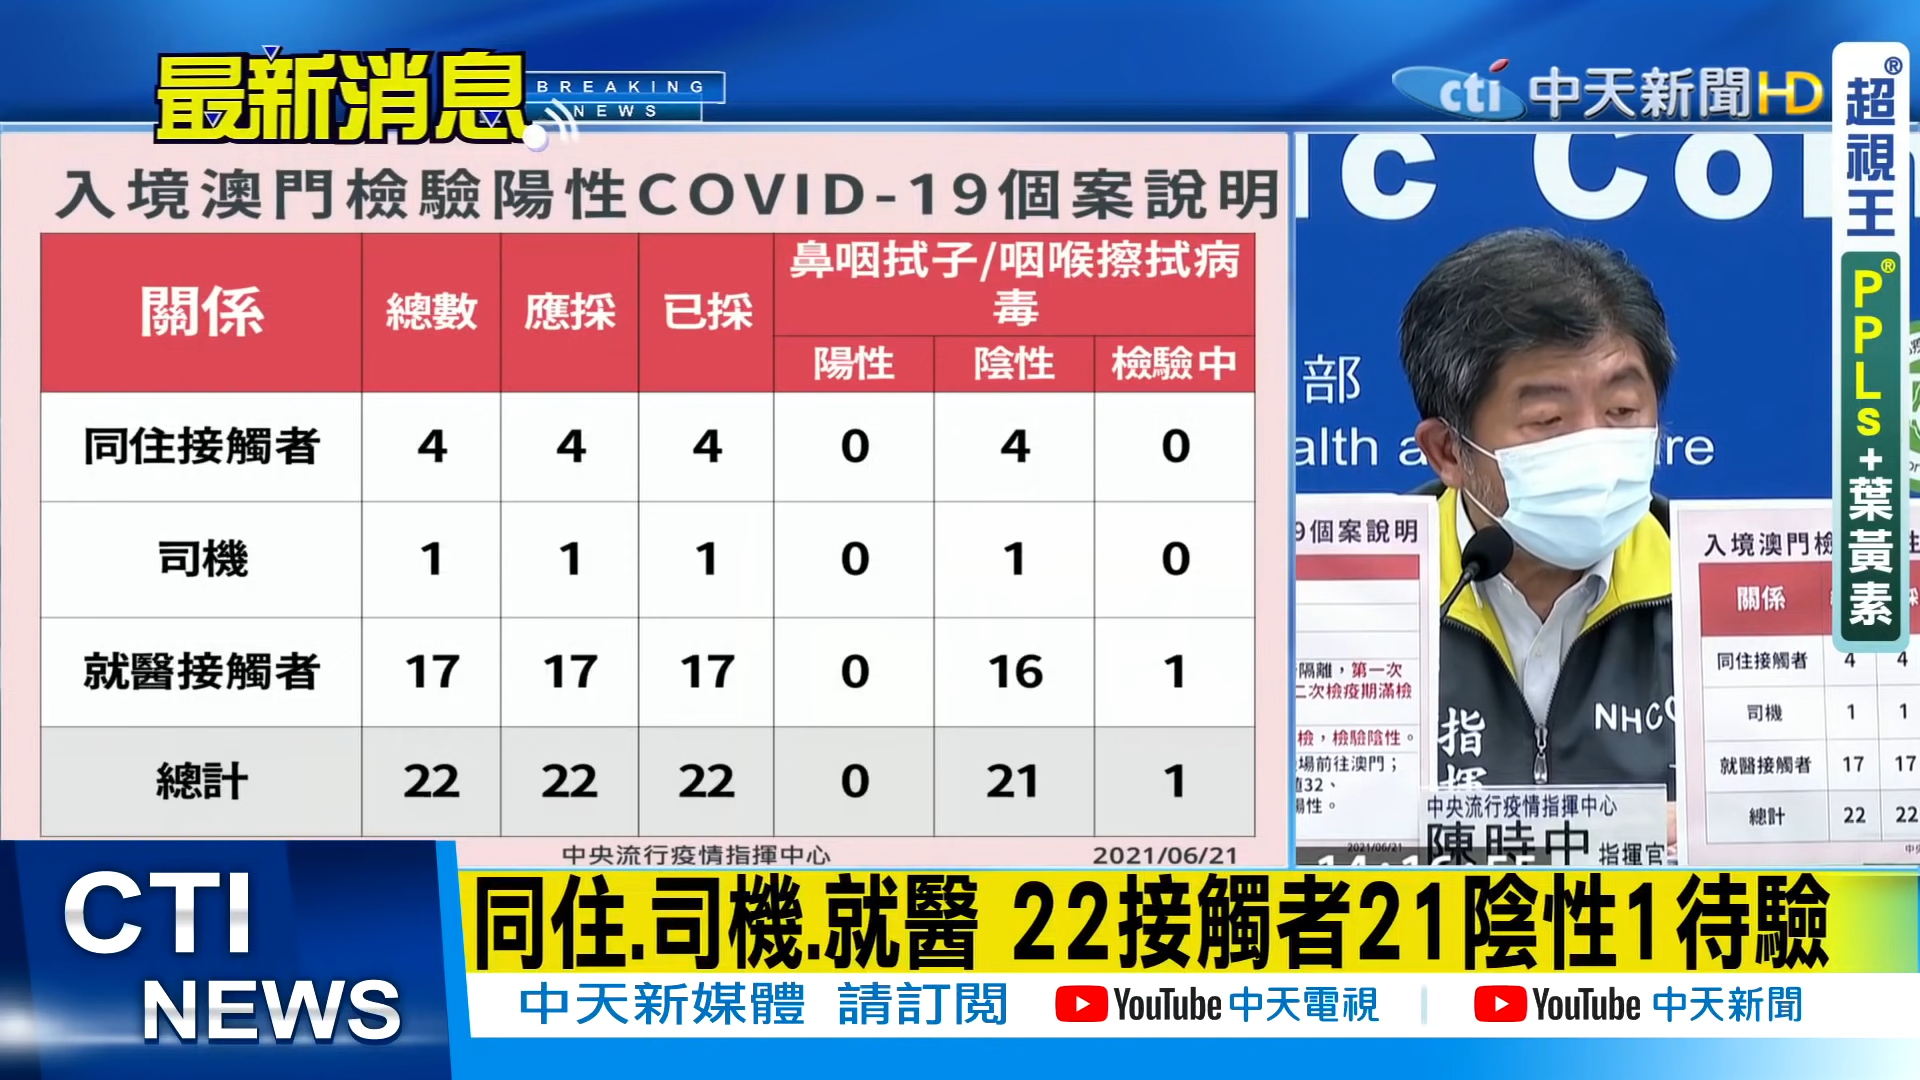 最新消息
BREAKING
NEWS
cti 中天新聞HD
超視王®
PPLs®+葉黃素
入境澳門檢驗陽性COVID-19個案說明
關係 總數 應採 已採 鼻咽拭子/咽喉擦拭病毒
陽性 陰性 檢驗中
同住接觸者 4 4 4 0 4 0
司機 1 1 1 0 1 0
就醫接觸者 17 17 17 0 16 1
總計 22 22 22 0 21 1
中央流行疫情指揮中心 2021/06/21
ic Co
部
alth a re
9個案說明
隔離，第一次
二次檢疫期滿檢
檢，檢驗陰性。
場前往澳門；
值32、
陽性。
2021/06/21
入境澳門檢
關係
同住接觸者 4 4
司機 1 1
就醫接觸者 17 17
總計 22 22
NHCC
指揮
中央流行疫情指揮中心
陳時中 指揮官
CTI
NEWS
同住.司機.就醫 22接觸者21陰性1待驗
中天新媒體 請訂閱 YouTube 中天電視 | YouTube 中天新聞